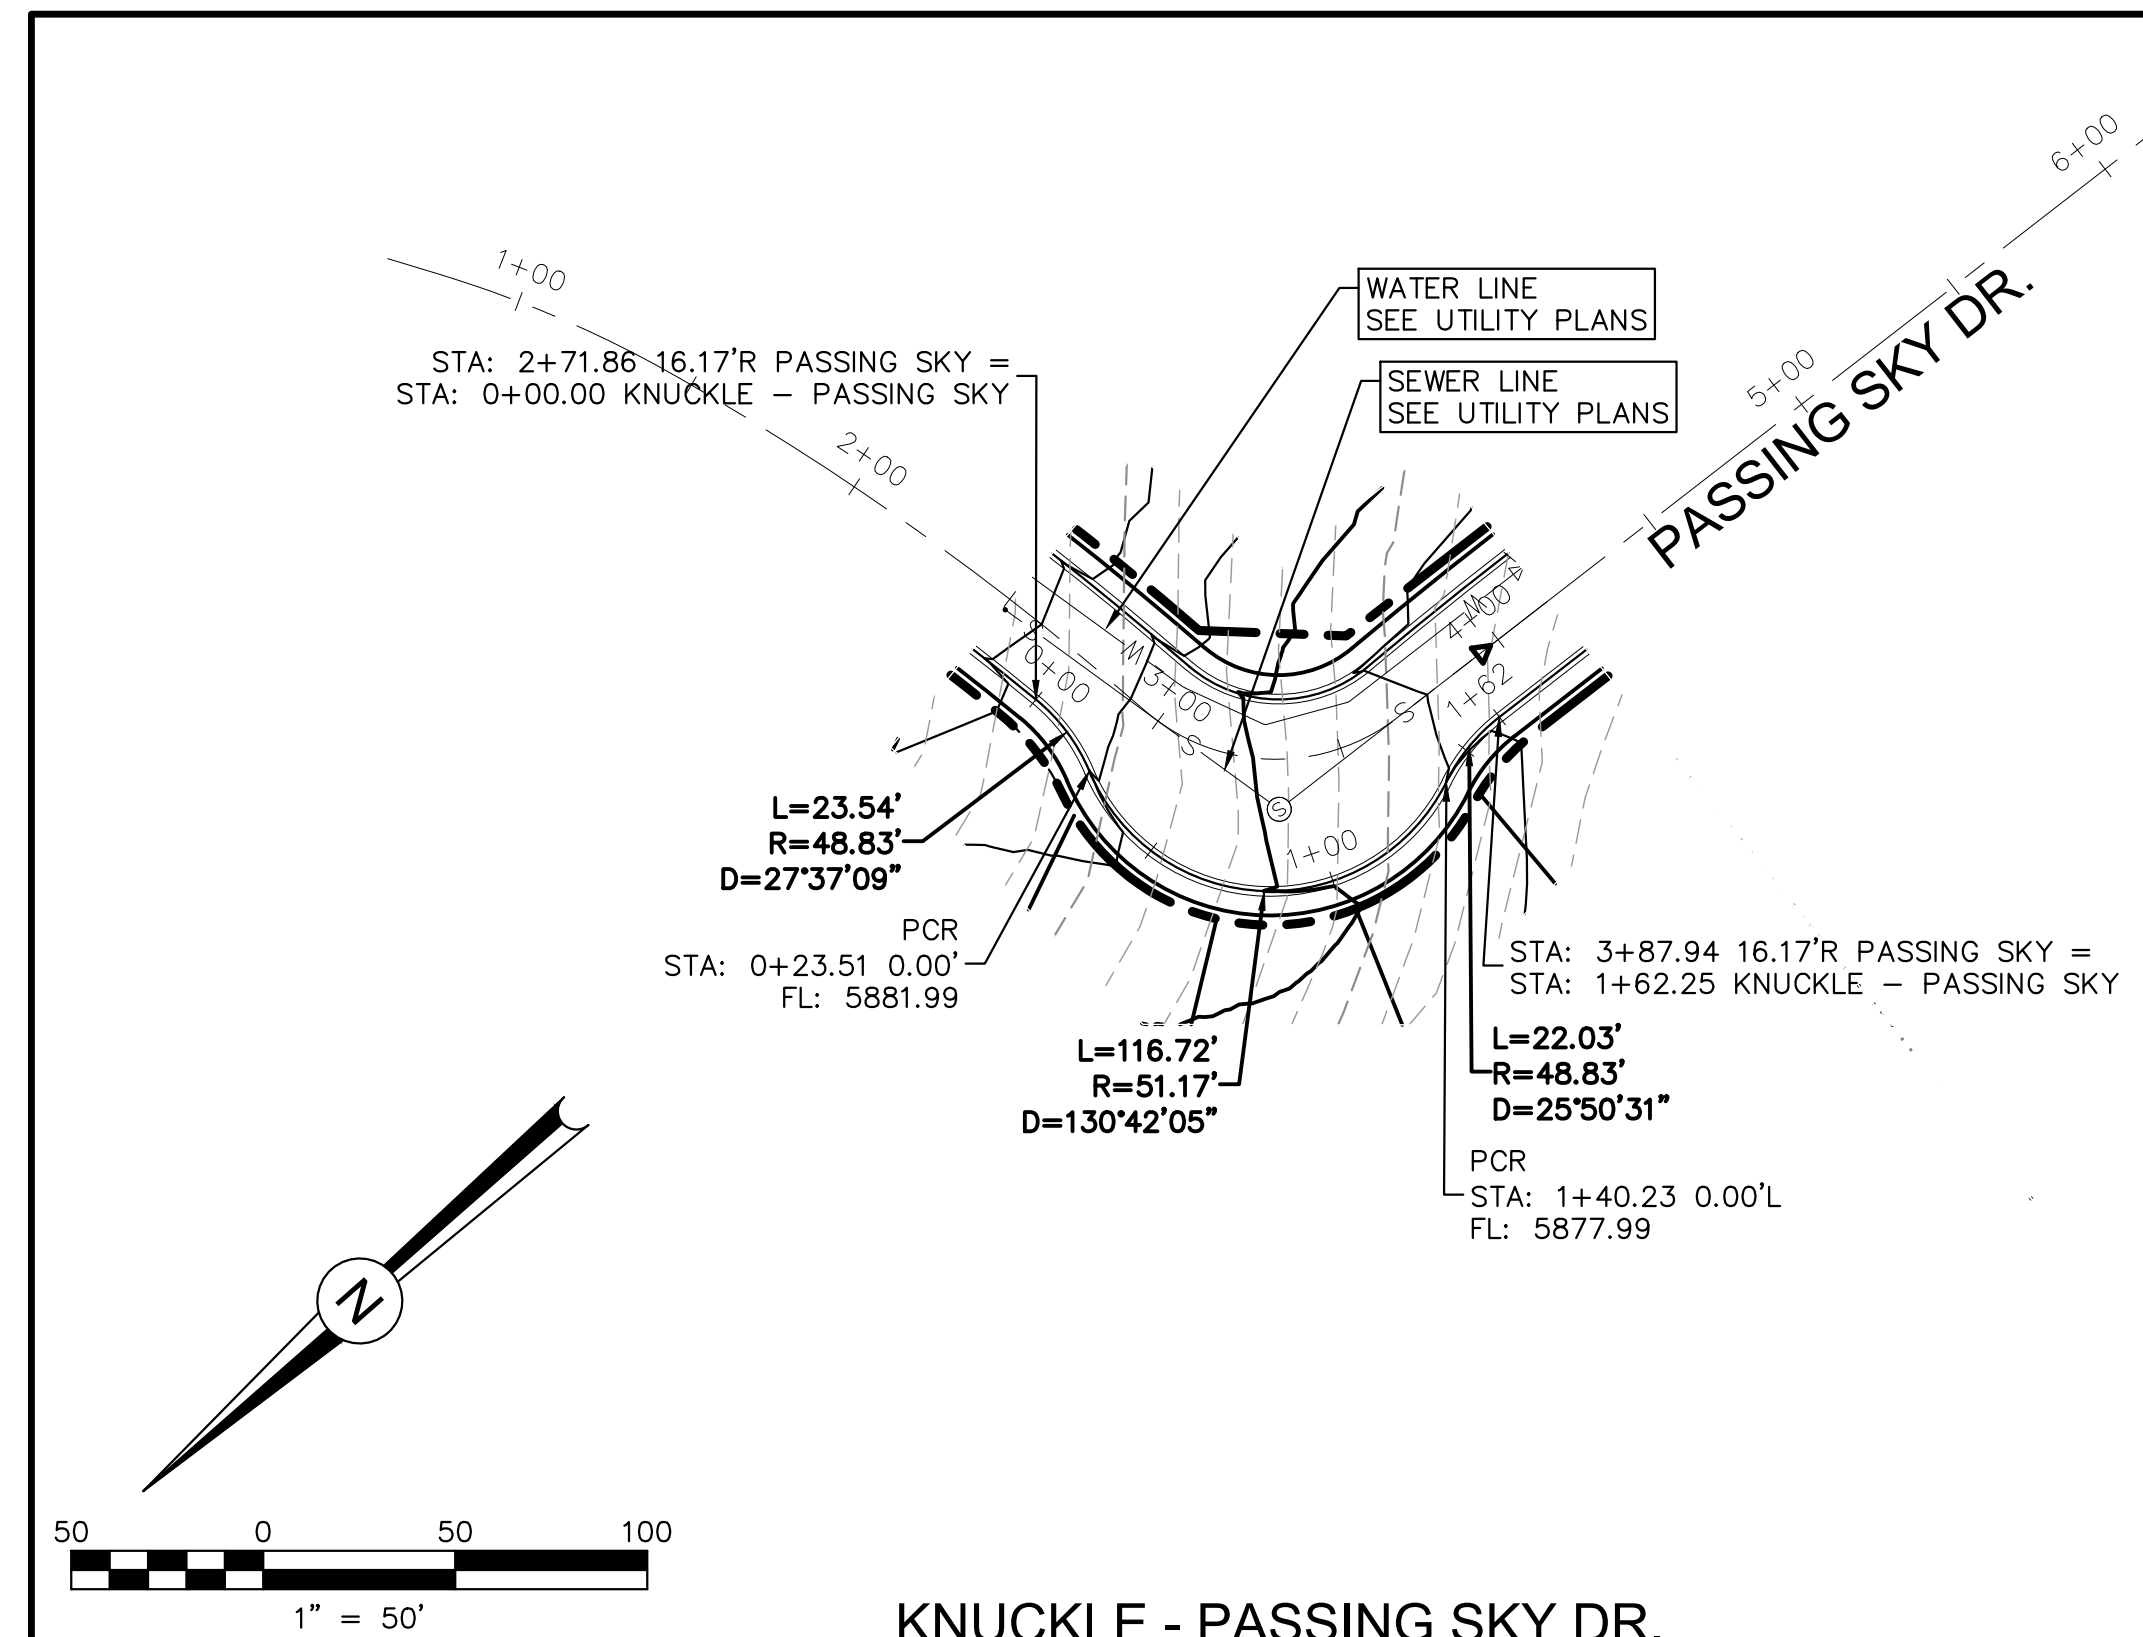 6+00
1+00
WATER LINE
SEE UTILITY PLANS
STA: 2+71.86 16.17'R PASSING SKY =
STA: 0+00.00 KNUCKLE - PASSING SKY
SEWER LINE
SEE UTILITY PLANS
5+00
PASSING SKY DR.
2+00
W
4+00
S
0+00
W
3+00
S
S
1+62
S
1+00
L=23.54'
R=48.83'
D=27°37'09"
PCR
STA: 0+23.51 0.00'
FL: 5881.99
STA: 3+87.94 16.17'R PASSING SKY =
STA: 1+62.25 KNUCKLE - PASSING SKY
L=116.72'
R=51.17'
D=130°42'05"
L=22.03'
R=48.83'
D=25°50'31"
PCR
STA: 1+40.23 0.00'L
FL: 5877.99
N
50 0 50 100
1" = 50'
KNUCKLE - PASSING SKY DR.